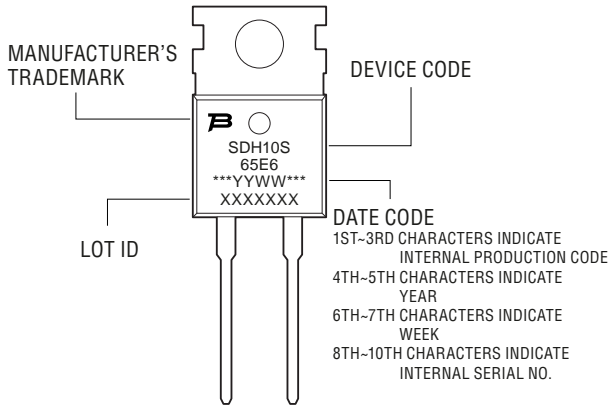 MANUFACTURER'S
TRADEMARK
DEVICE CODE
SDH10S
65E6
***YYWW***
XXXXXXX
LOT ID
DATE CODE
1ST~3RD CHARACTERS INDICATE
INTERNAL PRODUCTION CODE
4TH~5TH CHARACTERS INDICATE
YEAR
6TH~7TH CHARACTERS INDICATE
WEEK
8TH~10TH CHARACTERS INDICATE
INTERNAL SERIAL NO.